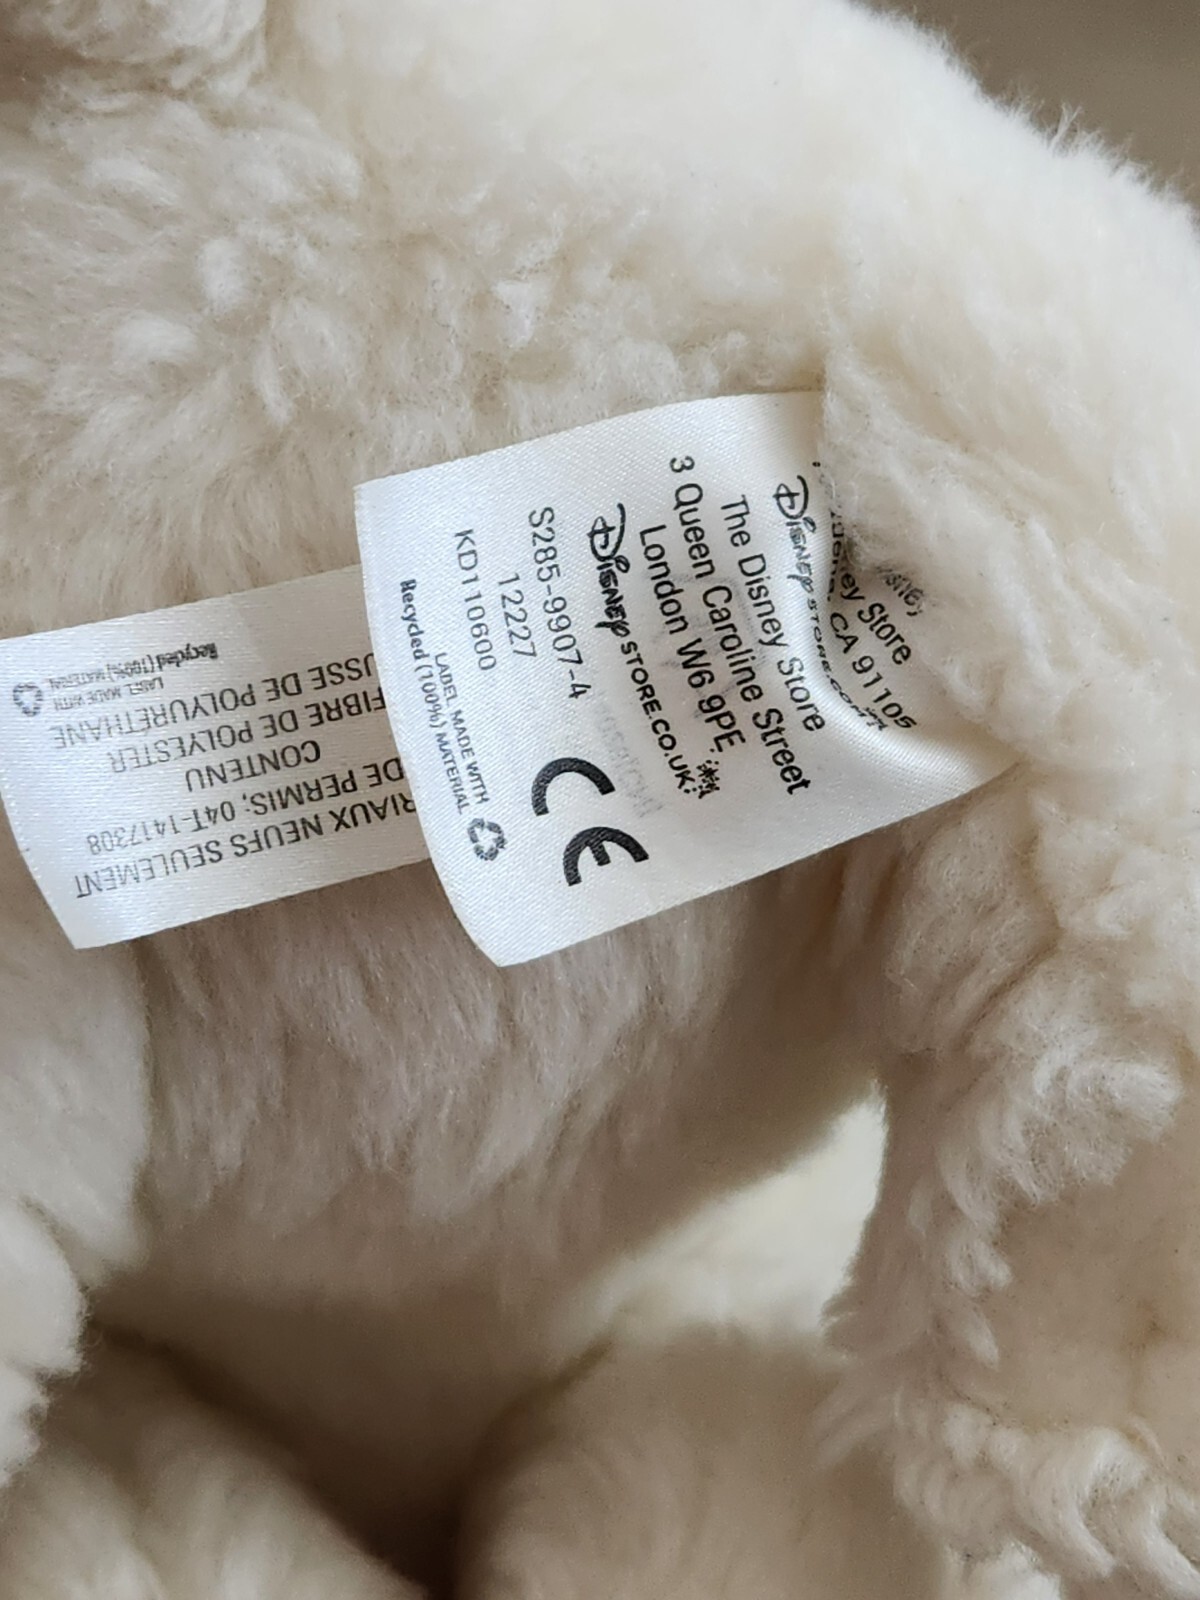 Disney Store
CA 91105
DISNEY STORE.COM
The Disney Store
3 Queen Caroline Street
London W6 9PE
DISNEY STORE.CO.UK
S285-9907-4
12227
KD110600
LABEL MADE WITH
Recycled (100%) MATERIAL
CE
RIAUX NEUFS SEULEMENT
DE PERMIS: 04T-1417308
CONTENU
FIBRE DE POLYESTER
USSE DE POLYURETHANE
LABEL MADE WITH
Recycled (100%) MATERIAL